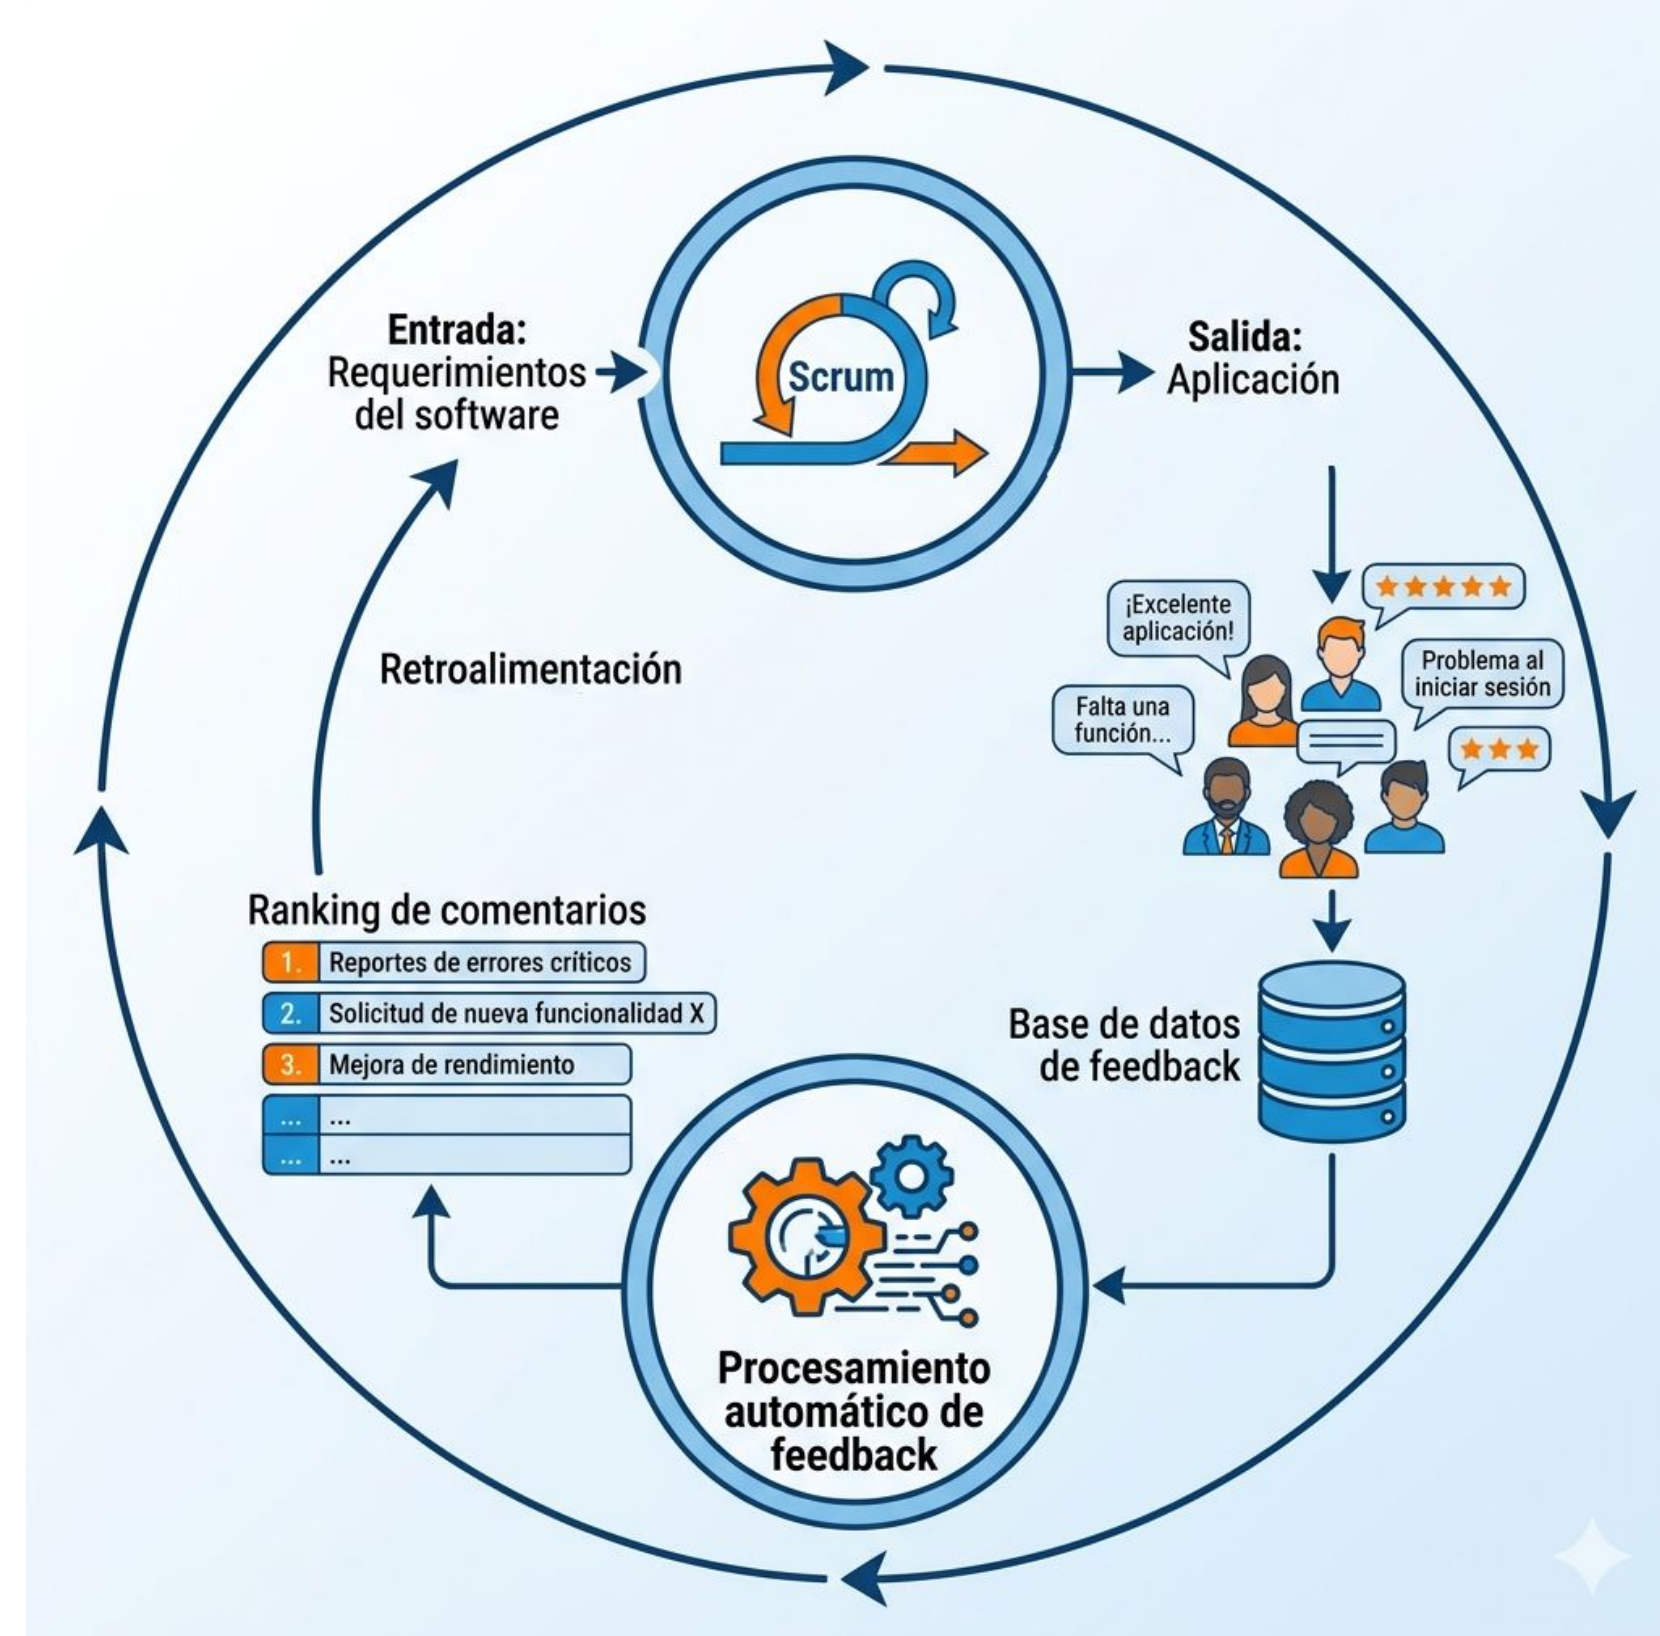 Entrada:
Requerimientos
del software
Scrum
Salida:
Aplicación
¡Excelente
aplicación!
Problema al
iniciar sesión
Falta una
función...
Retroalimentación
Ranking de comentarios
1. Reportes de errores críticos
2. Solicitud de nueva funcionalidad X
3. Mejora de rendimiento
... ...
... ...
Base de datos
de feedback
Procesamiento
automático de
feedback